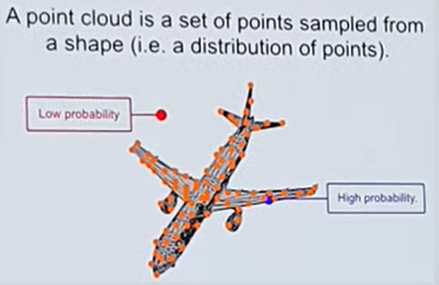 A point cloud is a set of points sampled from
a shape (i.e. a distribution of points).
Low probability
High probability.